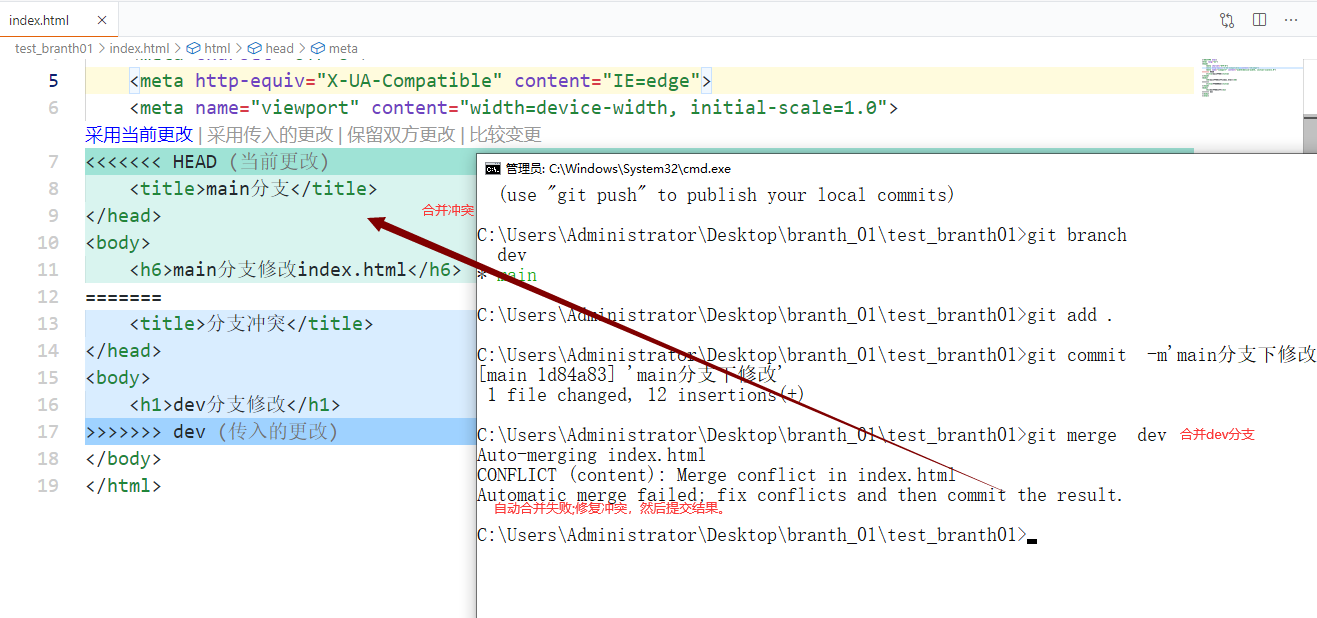 index.html ×
test_branth01 > index.html > html > head > meta
5 <meta http-equiv="X-UA-Compatible" content="IE=edge">
6 <meta name="viewport" content="width=device-width, initial-scale=1.0">
采用当前更改 | 采用传入的更改 | 保留双方更改 | 比较变更
7 <<<<<<< HEAD (当前更改)
8 <title>main分支</title>
9 </head>
10 <body>
11 <h6>main分支修改index.html</h6>
12 =======
13 <title>分支冲突</title>
14 </head>
15 <body>
16 <h1>dev分支修改</h1>
17 >>>>>>> dev (传入的更改)
18 </body>
19 </html>
合并冲突
管理员: C:\Windows\System32\cmd.exe
(use "git push" to publish your local commits)
C:\Users\Administrator\Desktop\branth_01\test_branth01>git branch
dev
* main
C:\Users\Administrator\Desktop\branth_01\test_branth01>git add .
C:\Users\Administrator\Desktop\branth_01\test_branth01>git commit -m'main分支下修改
[main 1d84a83] 'main分支下修改'
1 file changed, 12 insertions(+)
C:\Users\Administrator\Desktop\branth_01\test_branth01>git merge dev 合并dev分支
Auto-merging index.html
CONFLICT (content): Merge conflict in index.html
Automatic merge failed; fix conflicts and then commit the result.
自动合并失败;修复冲突，然后提交结果。
C:\Users\Administrator\Desktop\branth_01\test_branth01>